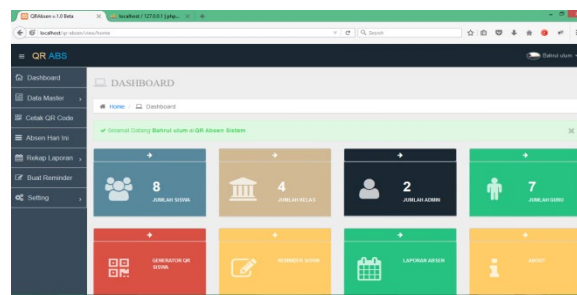 QRAbsen v.1.0 Beta
localhost / 127.0.0.1 | php...
localhost/qr-absen/view/home
Search
QR ABS
Bahrul ulum
Dashboard
DASHBOARD
Data Master
Home / Dashboard
Cetak QR Code
Absen Hari Ini
Selamat Datang Bahrul ulum di QR Absen Sistem
Rekap Laporan
Buat Reminder
Setting
8
JUMLAH SISWA
4
JUMLAH KELAS
2
JUMLAH ADMIN
7
JUMLAH GURU
GENERATOR QR
SISWA
LAPORAN ABSEN
ABOUT